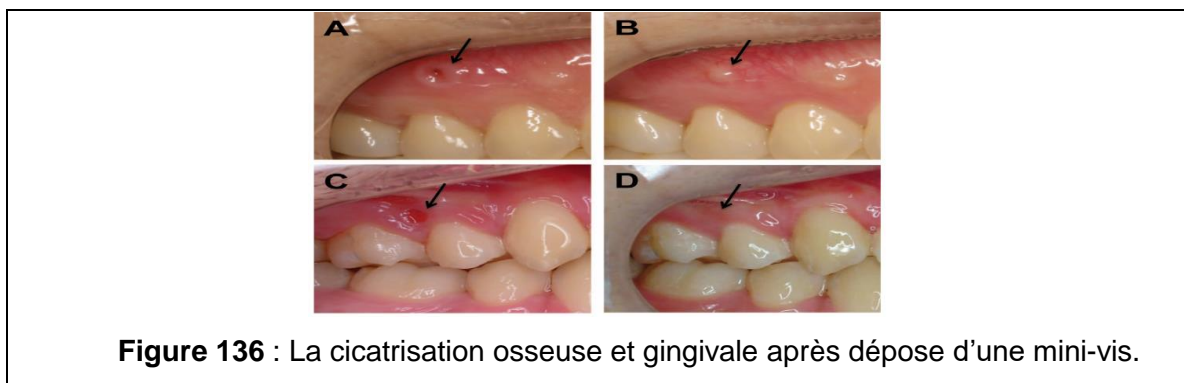 A B
C D
Figure 136 : La cicatrisation osseuse et gingivale après dépose d’une mini-vis.